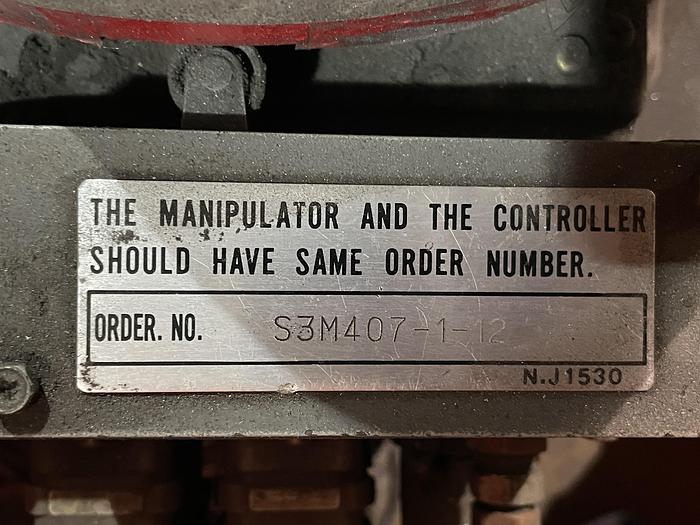 THE MANIPULATOR AND THE CONTROLLER
SHOULD HAVE SAME ORDER NUMBER.
ORDER. NO. S3M407-1-12
N.J1530